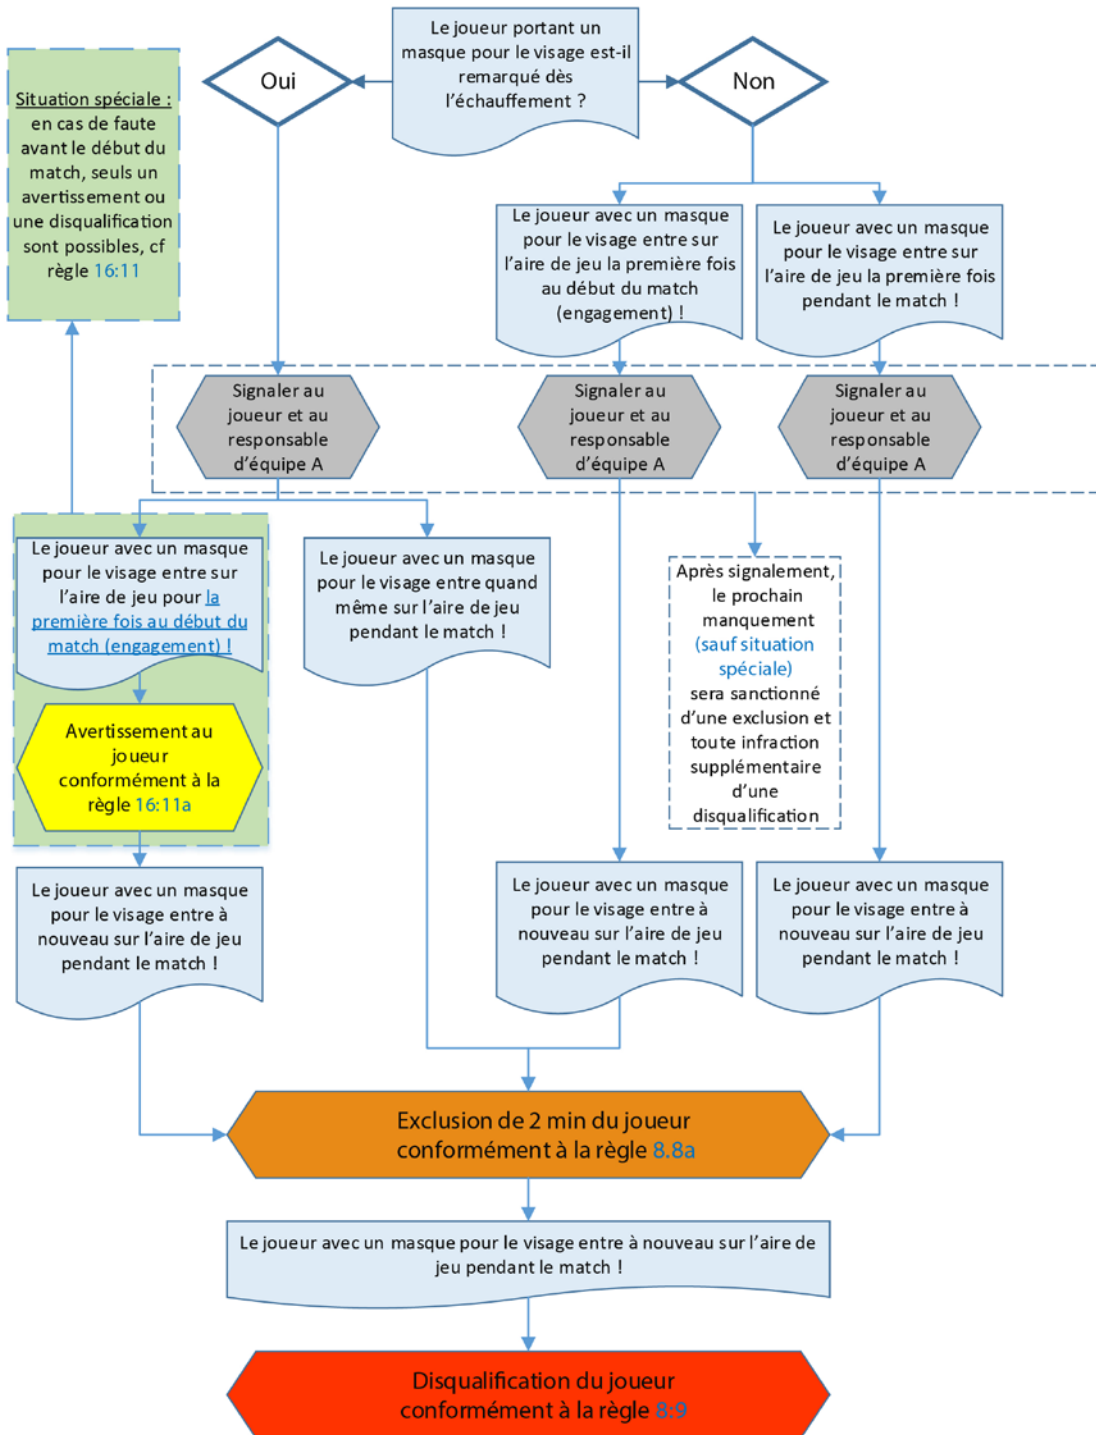 Le joueur portant un
masque pour le visage est-il
remarqué dès
l'échauffement ?
Oui
Non
Situation spéciale :
en cas de faute
avant le début du
match, seuls un
avertissement ou
une disqualification
sont possibles, cf
règle 16:11
Le joueur avec un masque
pour le visage entre sur
l'aire de jeu la première fois
au début du match
(engagement) !
Le joueur avec un masque
pour le visage entre sur
l'aire de jeu la première fois
pendant le match !
Signaler au
joueur et au
responsable
d'équipe A
Signaler au
joueur et au
responsable
d'équipe A
Signaler au
joueur et au
responsable
d'équipe A
Le joueur avec un masque
pour le visage entre sur
l'aire de jeu pour la
première fois au début du
match (engagement) !
Le joueur avec un masque
pour le visage entre quand
même sur l'aire de jeu
pendant le match !
Après signalement,
le prochain
manquement
(sauf situation
spéciale)
sera sanctionné
d'une exclusion et
toute infraction
supplémentaire
d'une
disqualification
Avertissement au
joueur
conformément à la
règle 16:11a
Le joueur avec un masque
pour le visage entre à
nouveau sur l'aire de jeu
pendant le match !
Le joueur avec un masque
pour le visage entre à
nouveau sur l'aire de jeu
pendant le match !
Le joueur avec un masque
pour le visage entre à
nouveau sur l'aire de jeu
pendant le match !
Exclusion de 2 min du joueur
conformément à la règle 8.8a
Le joueur avec un masque pour le visage entre à nouveau sur l'aire de
jeu pendant le match !
Disqualification du joueur
conformément à la règle 8:9